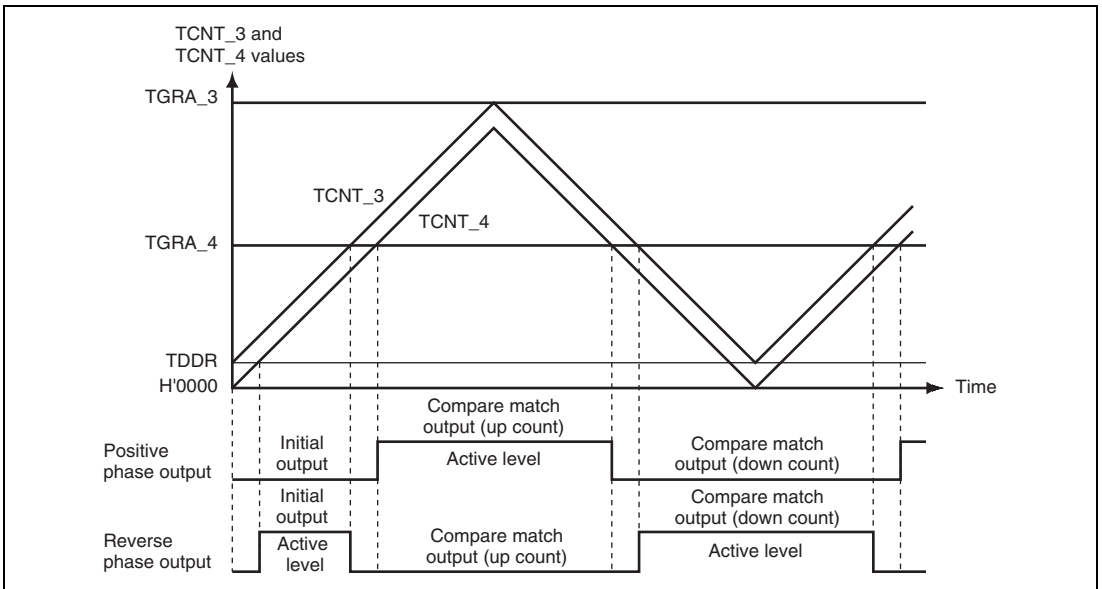 TCNT_3 and
TCNT_4 values
TGRA_3
TCNT_3
TCNT_4
TGRA_4
TDDR
H'0000
Time
Compare match
output (up count)
Positive
phase output
Initial
output
Active level
Compare match
output (down count)
Initial
output
Compare match
output (down count)
Reverse
phase output
Active
level
Compare match
output (up count)
Active level